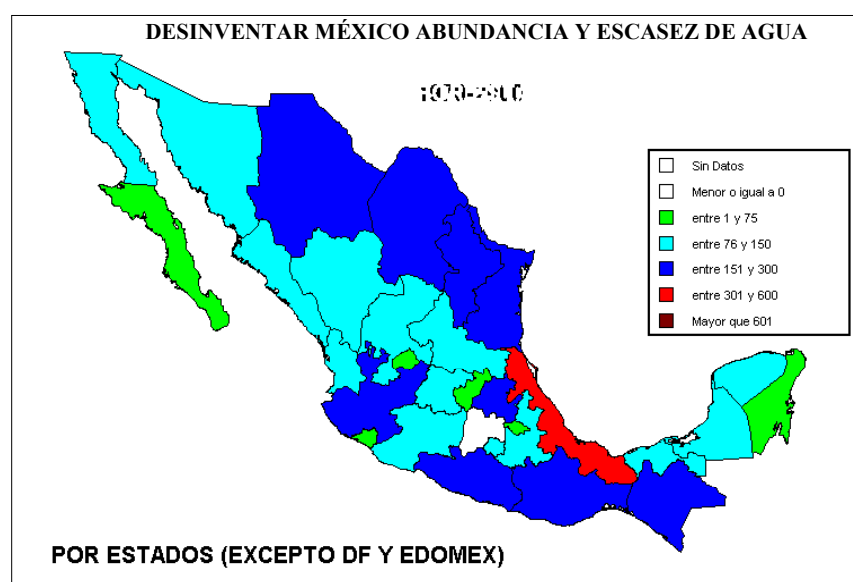 DESINVENTAR MÉXICO ABUNDANCIA Y ESCASEZ DE AGUA
Sin Datos
Menor o igual a 0
entre 1 y 75
entre 76 y 150
entre 151 y 300
entre 301 y 600
Mayor que 601
POR ESTADOS (EXCEPTO DF Y EDOMEX)